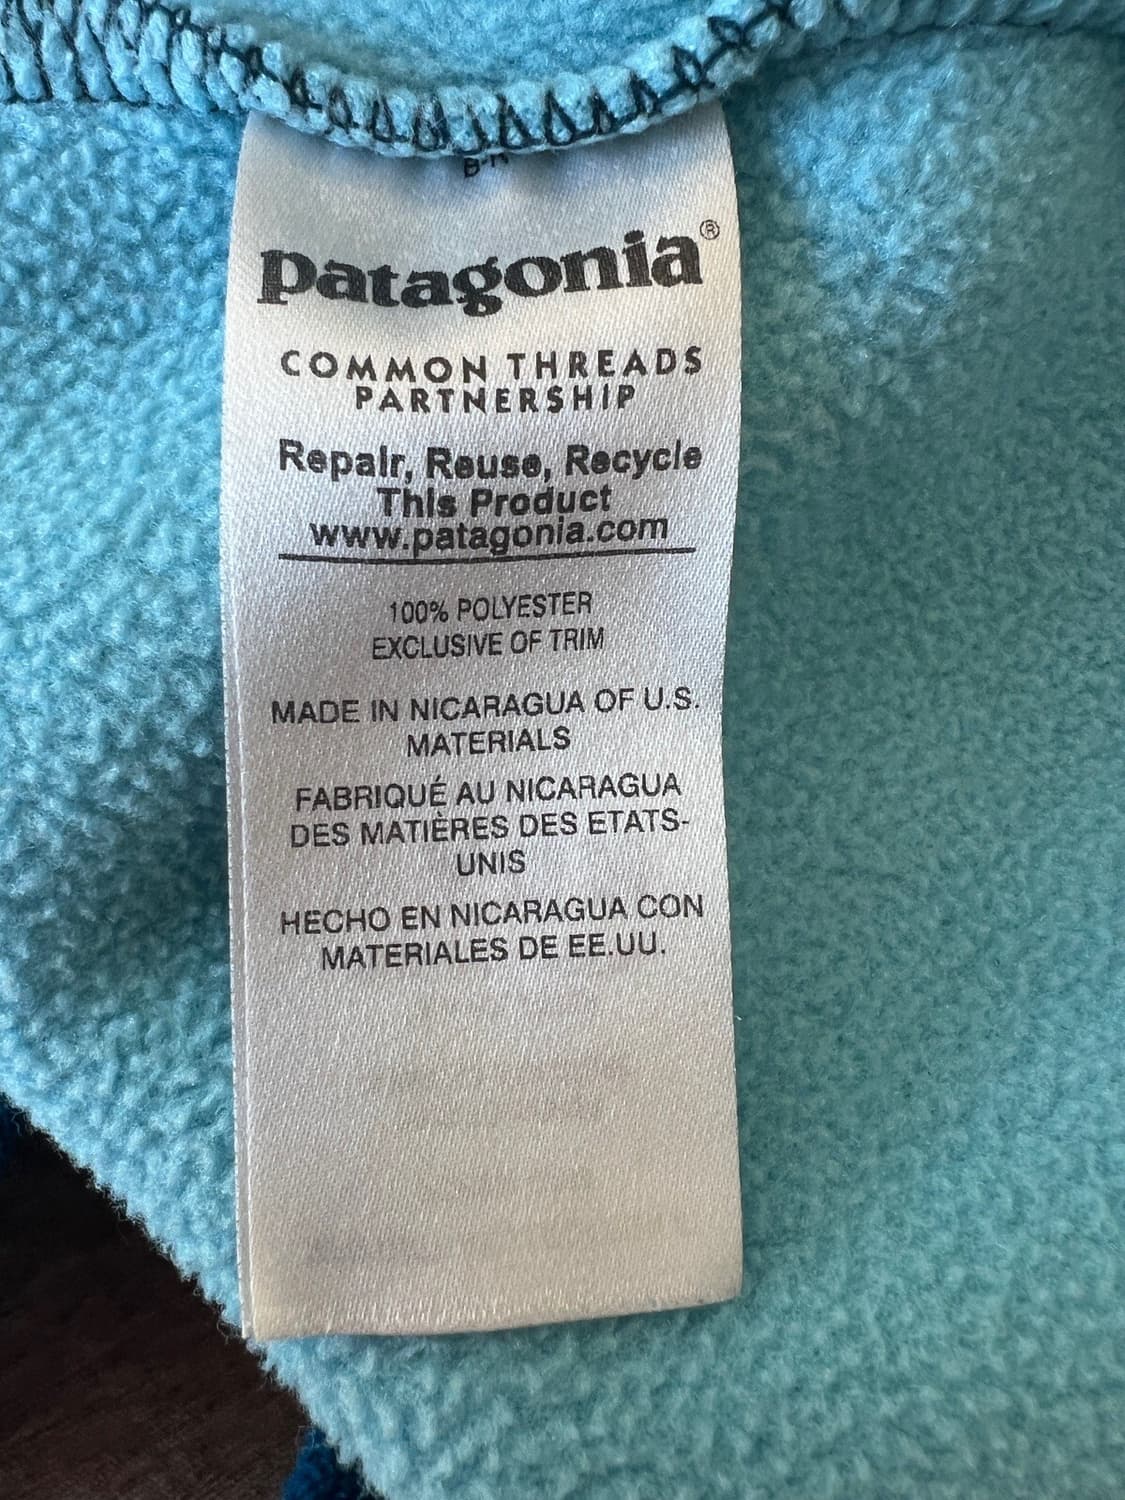 patagonia®
COMMON THREADS
PARTNERSHIP
Repair, Reuse, Recycle
This Product
www.patagonia.com
100% POLYESTER
EXCLUSIVE OF TRIM
MADE IN NICARAGUA OF U.S.
MATERIALS
FABRIQUÉ AU NICARAGUA
DES MATIÈRES DES ETATS-
UNIS
HECHO EN NICARAGUA CON
MATERIALES DE EE.UU.